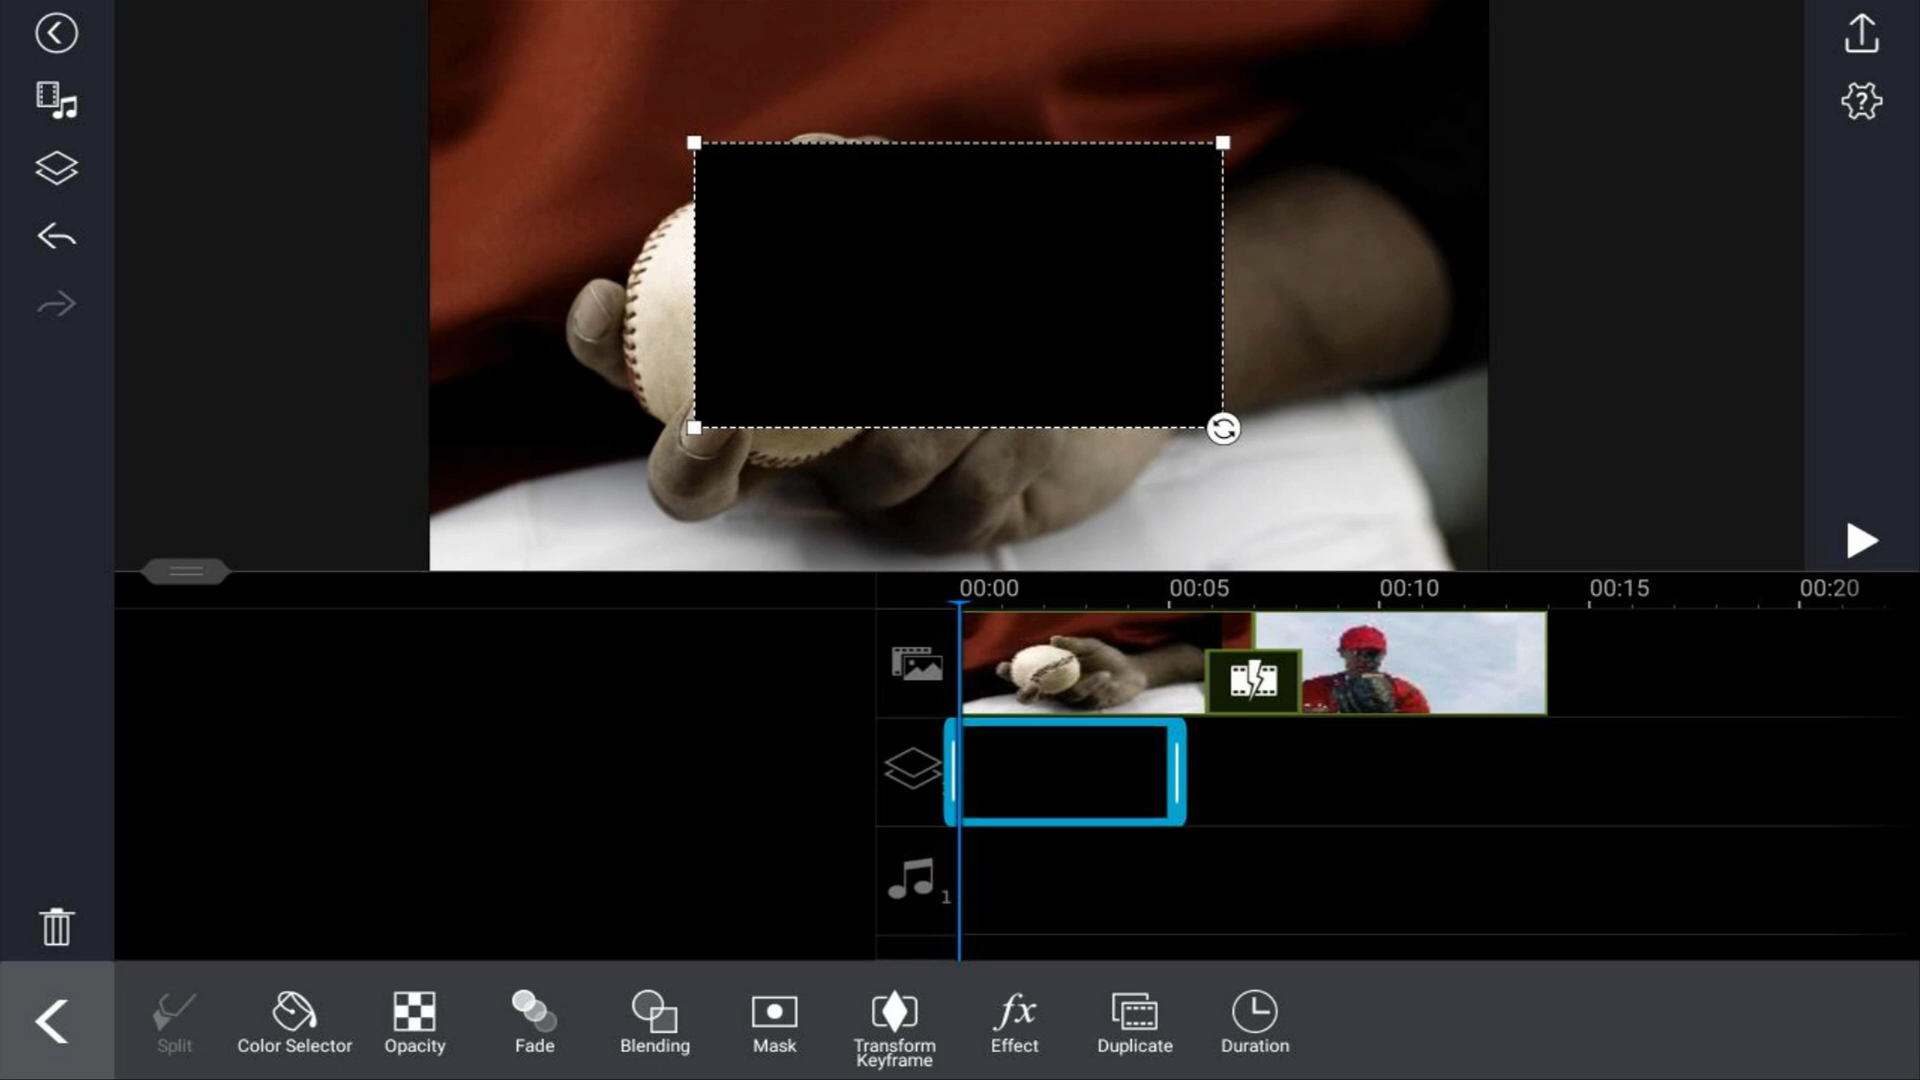 00:00 00:05 00:10 00:15 00:20
1
Split Color Selector Opacity Fade Blending Mask Transform Keyframe Effect Duplicate Duration